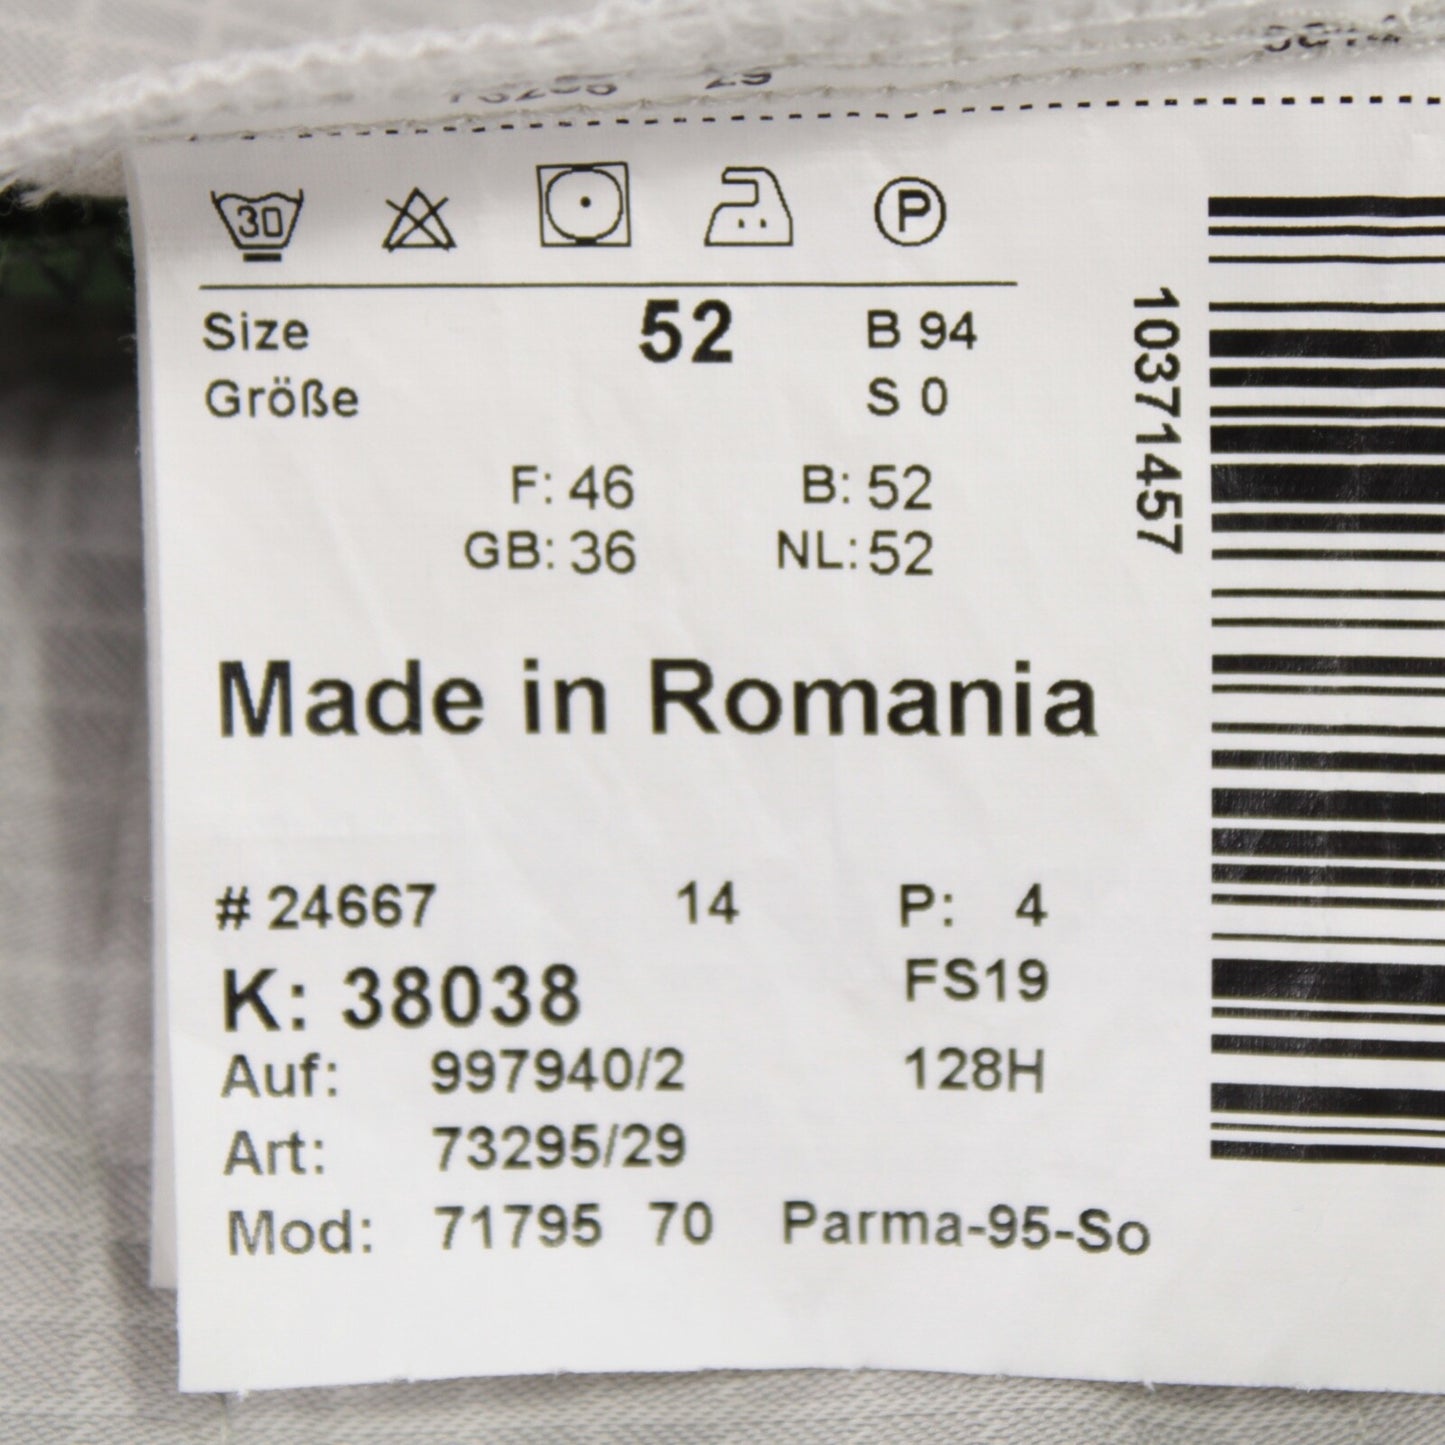 29
30 P
Size 52 B 94
Größe S 0
F: 46 B: 52
GB: 36 NL: 52
Made in Romania
# 24667 14 P: 4
K: 38038 FS19
Auf: 997940/2 128H
Art: 73295/29
Mod: 71795 70 Parma-95-So
10371457